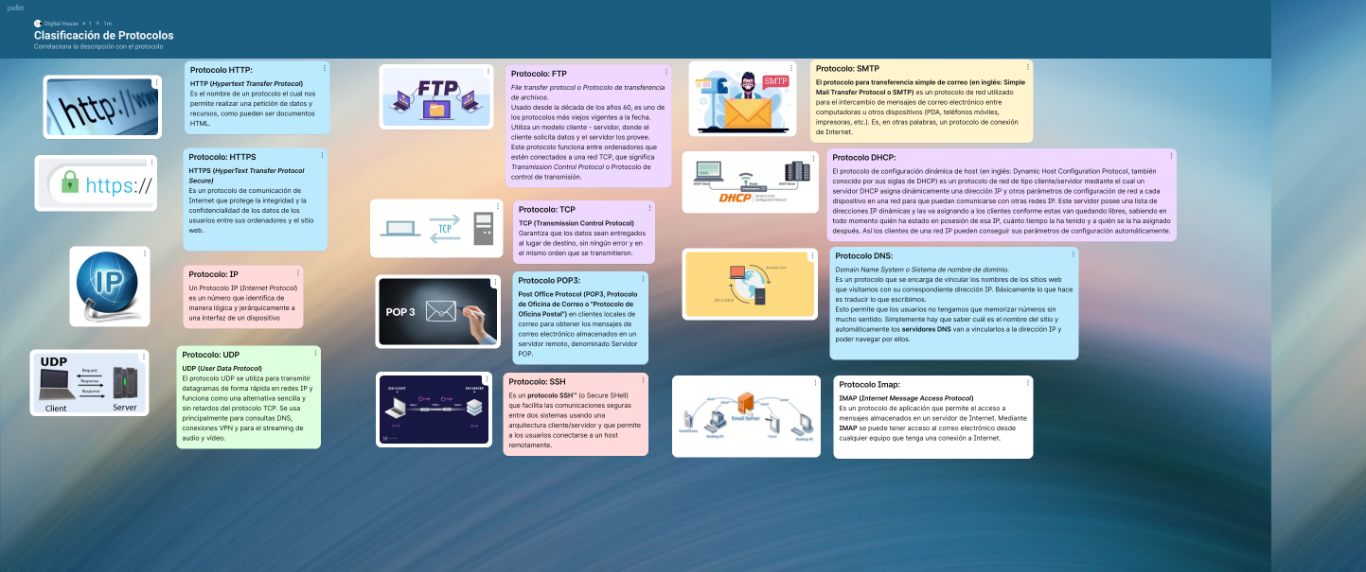 padlet
Digital House + 1 1m
Clasificación de Protocolos
Correlaciona la descripción con el protocolo
http://www
Protocolo HTTP:
HTTP (Hypertext Transfer Protocol)
Es el nombre de un protocolo el cual nos
permite realizar una petición de datos y
recursos, como pueden ser documentos
HTML.
https://
Protocolo: HTTPS
HTTPS (HyperText Transfer Protocol
Secure)
Es un protocolo de comunicación de
Internet que protege la integridad y la
confidencialidad de los datos de los
usuarios entre sus ordenadores y el sitio
web.
IP
Protocolo: IP
Un Protocolo IP (Internet Protocol)
es un número que identifica de
manera lógica y jerárquicamente a
una interfaz de un dispositivo
UDP
Request
Response
Response
Client
Server
Protocolo: UDP
UDP (User Data Protocol)
El protocolo UDP se utiliza para transmitir
datagramas de forma rápida en redes IP y
funciona como una alternativa sencilla y
sin retardos del protocolo TCP. Se usa
principalmente para consultas DNS,
conexiones VPN y para el streaming de
audio y vídeo.
FTP
Protocolo: FTP
File transfer protocol o Protocolo de transferencia
de archivos.
Usado desde la década de los años 60, es uno de
los protocolos más viejos vigentes a la fecha.
Utiliza un modelo cliente - servidor, donde el
cliente solicita datos y el servidor los provee.
Este protocolo funciona entre ordenadores que
estén conectados a una red TCP, que significa
Transmission Control Protocol o Protocolo de
control de transmisión.
TCP
Protocolo: TCP
TCP (Transmission Control Protocol)
Garantiza que los datos sean entregados
al lugar de destino, sin ningún error y en
el mismo orden que se transmitieron.
POP 3
Protocolo POP3:
Post Office Protocol (POP3, Protocolo
de Oficina de Correo o "Protocolo de
Oficina Postal") en clientes locales de
correo para obtener los mensajes de
correo electrónico almacenados en un
servidor remoto, denominado Servidor
POP.
SSH CLIENT
SSH SERVER
Protocolo: SSH
Es un protocolo SSH™ (o Secure SHell)
que facilita las comunicaciones seguras
entre dos sistemas usando una
arquitectura cliente/servidor y que permite
a los usuarios conectarse a un host
remotamente.
SMTP
Protocolo: SMTP
El protocolo para transferencia simple de correo (en inglés: Simple
Mail Transfer Protocol o SMTP) es un protocolo de red utilizado
para el intercambio de mensajes de correo electrónico entre
computadoras u otros dispositivos (PDA, teléfonos móviles,
impresoras, etc.). Es, en otras palabras, un protocolo de conexión
de Internet.
DHCP
Protocolo DHCP:
El protocolo de configuración dinámica de host (en inglés: Dynamic Host Configuration Protocol, también
conocido por sus siglas de DHCP) es un protocolo de red de tipo cliente/servidor mediante el cual un
servidor DHCP asigna dinámicamente una dirección IP y otros parámetros de configuración de red a cada
dispositivo en una red para que puedan comunicarse con otras redes IP. Este servidor posee una lista de
direcciones IP dinámicas y las va asignando a los clientes conforme estas van quedando libres, sabiendo en
todo momento quién ha estado en posesión de esa IP, cuánto tiempo la ha tenido y a quién se la ha asignado
después. Así los clientes de una red IP pueden conseguir sus parámetros de configuración automáticamente.
Protocolo DNS:
Domain Name System o Sistema de nombre de dominio.
Es un protocolo que se encarga de vincular los nombres de los sitios web
que visitamos con su correspondiente dirección IP. Básicamente lo que hace
es traducir lo que escribimos.
Esto permite que los usuarios no tengamos que memorizar números sin
mucho sentido. Simplemente hay que saber cuál es el nombre del sitio y
automáticamente los servidores DNS van a vincularlos a la dirección IP y
poder navegar por ellos.
Email Server
Protocolo Imap:
IMAP (Internet Message Access Protocol)
Es un protocolo de aplicación que permite el acceso a
mensajes almacenados en un servidor de Internet. Mediante
IMAP se puede tener acceso al correo electrónico desde
cualquier equipo que tenga una conexión a Internet.